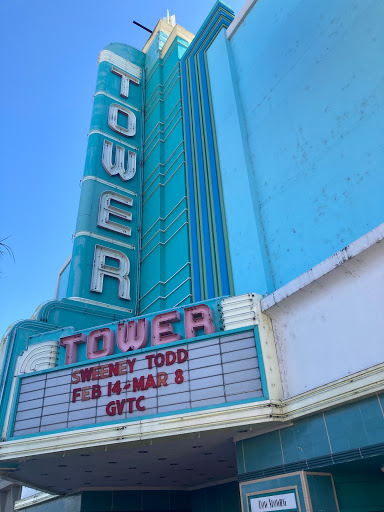 TOWER
TOWER
SWEENEY TODD
FEB 14-MAR 8
GVTC